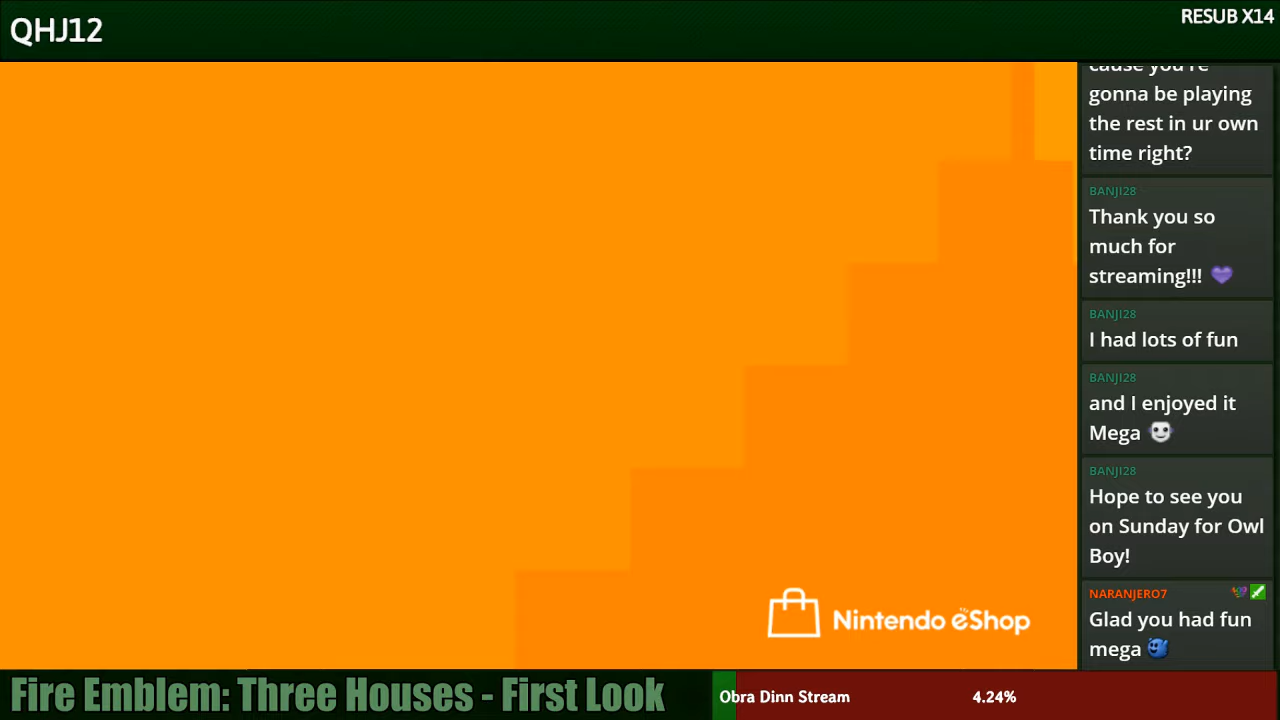 QHJ12
RESUB X14
cause you're
gonna be playing
the rest in ur own
time right?
BANJI28
Thank you so
much for
streaming!!!
BANJI28
I had lots of fun
BANJI28
and I enjoyed it
Mega
BANJI28
Hope to see you
on Sunday for Owl
Boy!
NARANJERO7
Glad you had fun
mega
Nintendo eShop
Fire Emblem: Three Houses - First Look
Obra Dinn Stream 4.24%